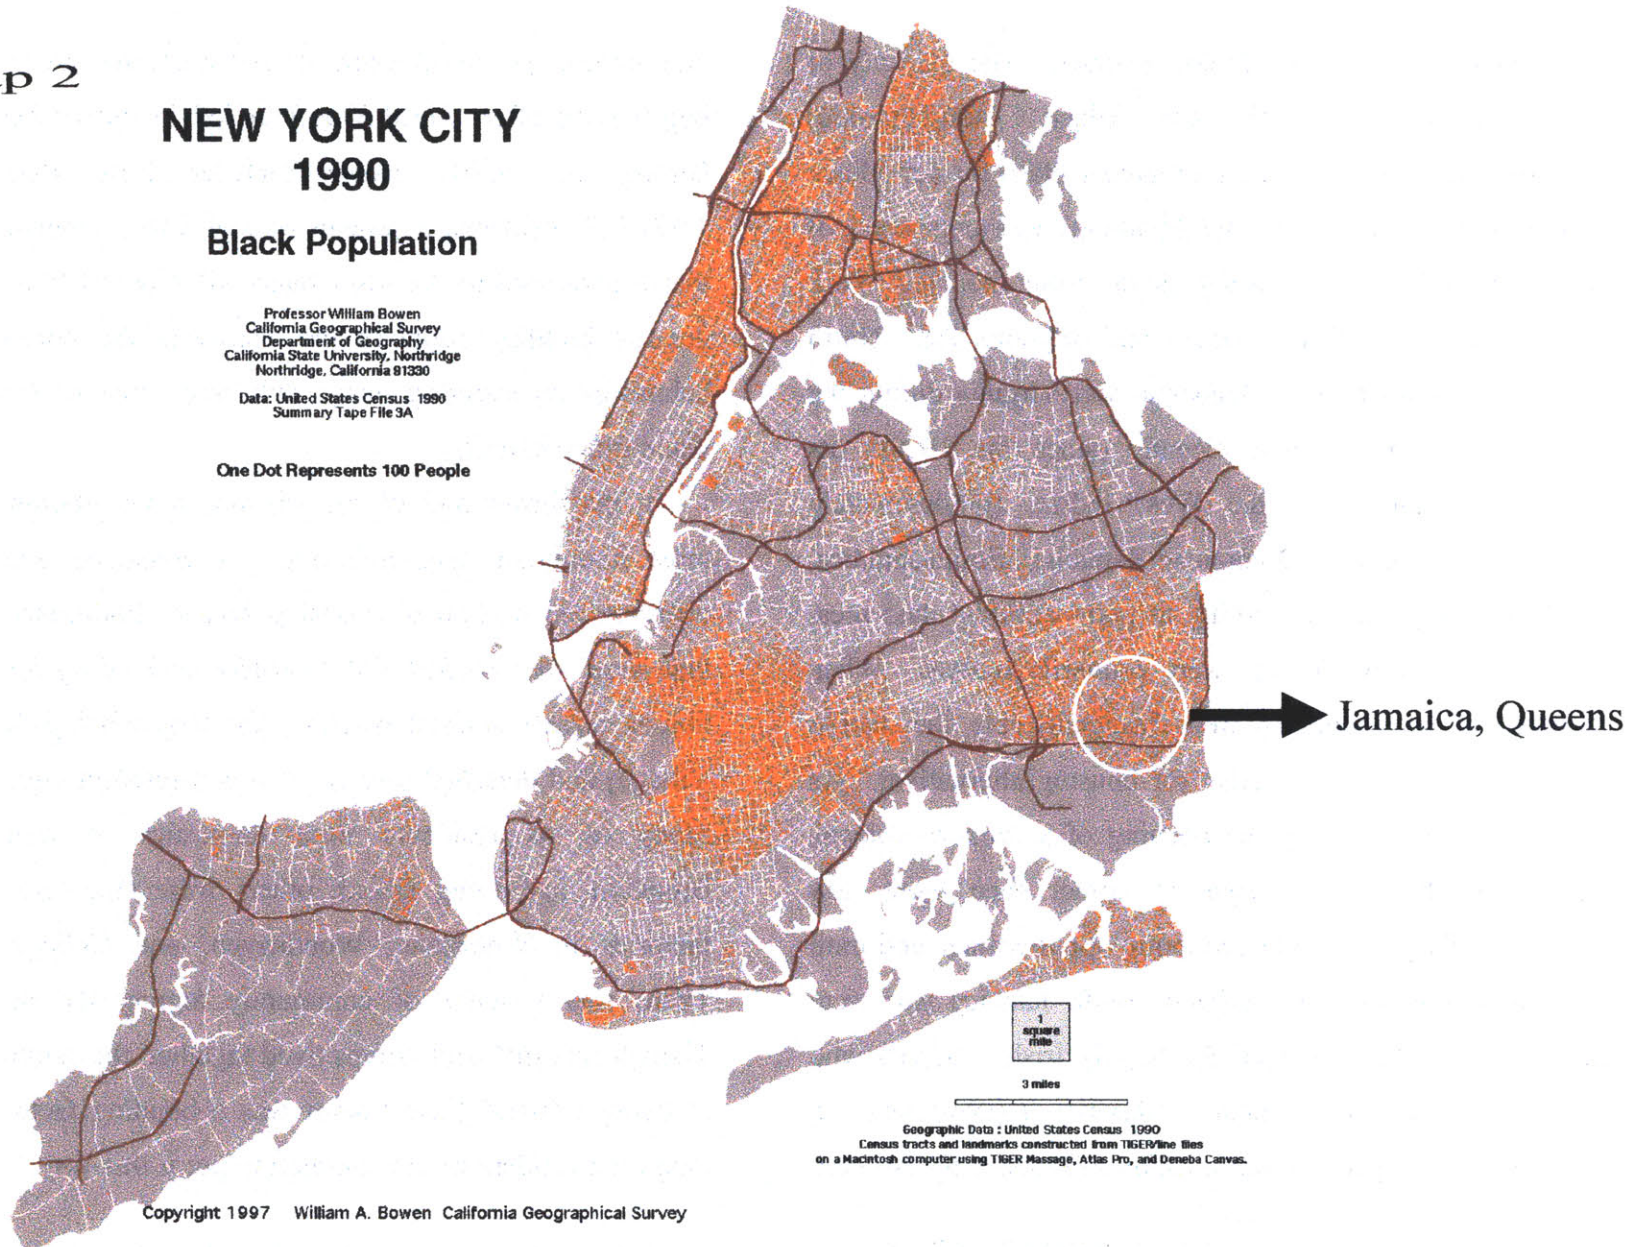 p 2
NEW YORK CITY
1990
Black Population
Professor William Bowen
California Geographical Survey
Department of Geography
California State University, Northridge
Northridge, California 91330
Data: United States Census 1990
Summary Tape File 3A
One Dot Represents 100 People
Jamaica, Queens
1
square
mile
3 miles
Geographic Data : United States Census 1990
Census tracts and landmarks constructed from TIGER/line files
on a Macintosh computer using TIGER Massage, Atlas Pro, and Deneba Canvas.
Copyright 1997 William A. Bowen California Geographical Survey